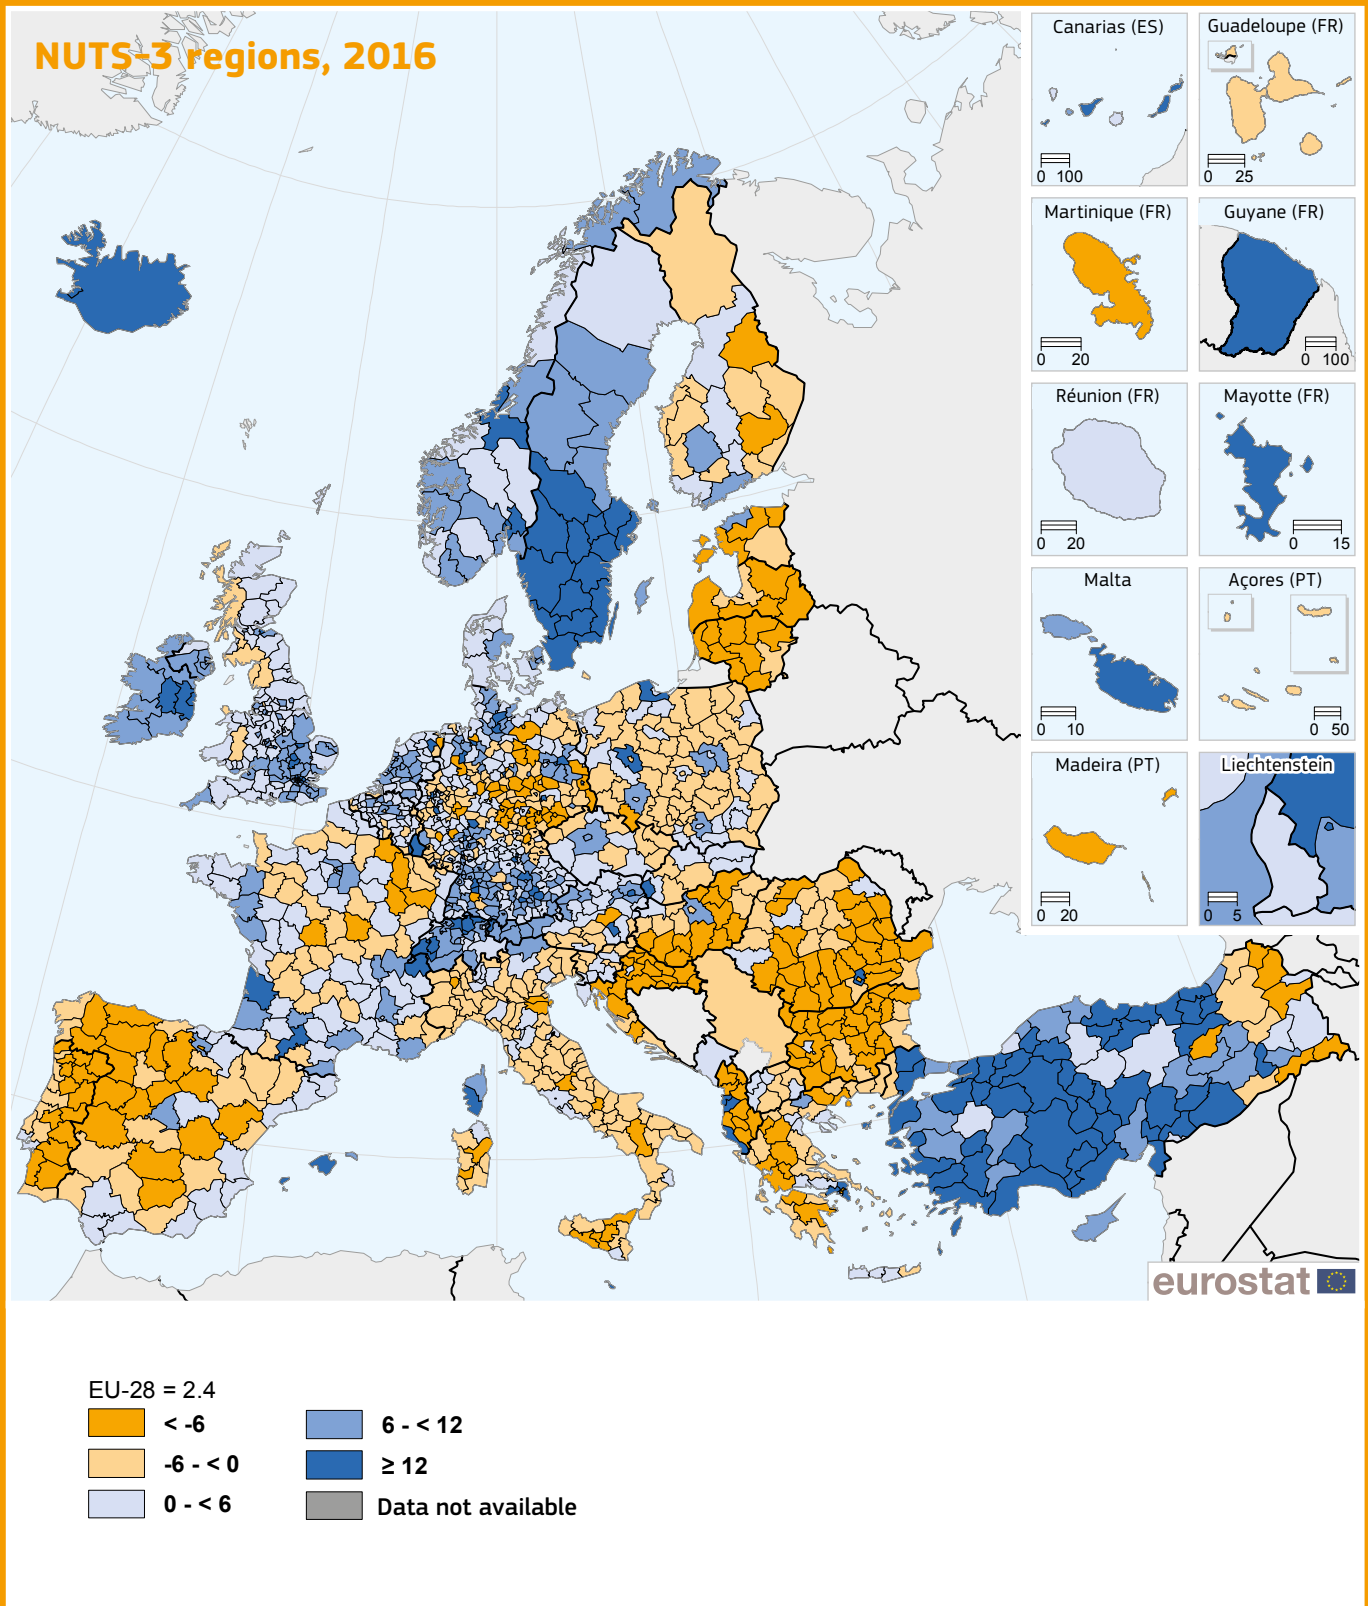 NUTS-3 regions, 2016
Canarias (ES)
0 100
Guadeloupe (FR)
0 25
Martinique (FR)
0 20
Guyane (FR)
0 100
Réunion (FR)
0 20
Mayotte (FR)
0 15
Malta
0 10
Açores (PT)
0 50
Madeira (PT)
0 20
Liechtenstein
0 5
eurostat
EU-28 = 2.4
< -6
-6 - < 0
0 - < 6
6 - < 12
≥ 12
Data not available